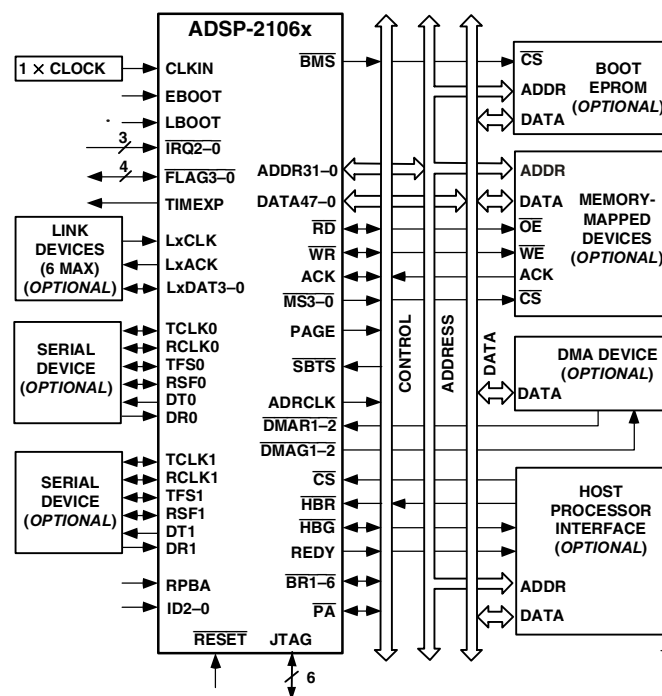 ADSP-2106x
1 × CLOCK
CLKIN
EBOOT
LBOOT
3
IRQ2–0
4
FLAG3–0
TIMEXP
LINK
DEVICES
(6 MAX)
(OPTIONAL)
LxCLK
LxACK
LxDAT3–0
SERIAL
DEVICE
(OPTIONAL)
TCLK0
RCLK0
TFS0
RSF0
DT0
DR0
SERIAL
DEVICE
(OPTIONAL)
TCLK1
RCLK1
TFS1
RSF1
DT1
DR1
RPBA
ID2–0
RESET
JTAG
6
BMS
ADDR31–0
DATA47–0
RD
WR
ACK
MS3–0
PAGE
SBTS
ADRCLK
DMAR1–2
DMAG1–2
CS
HBR
HBG
REDY
BR1–6
PA
CONTROL
ADDRESS
DATA
CS
ADDR
DATA
BOOT
EPROM
(OPTIONAL)
ADDR
DATA
OE
WE
ACK
CS
MEMORY-
MAPPED
DEVICES
(OPTIONAL)
DMA DEVICE
(OPTIONAL)
DATA
HOST
PROCESSOR
INTERFACE
(OPTIONAL)
ADDR
DATA